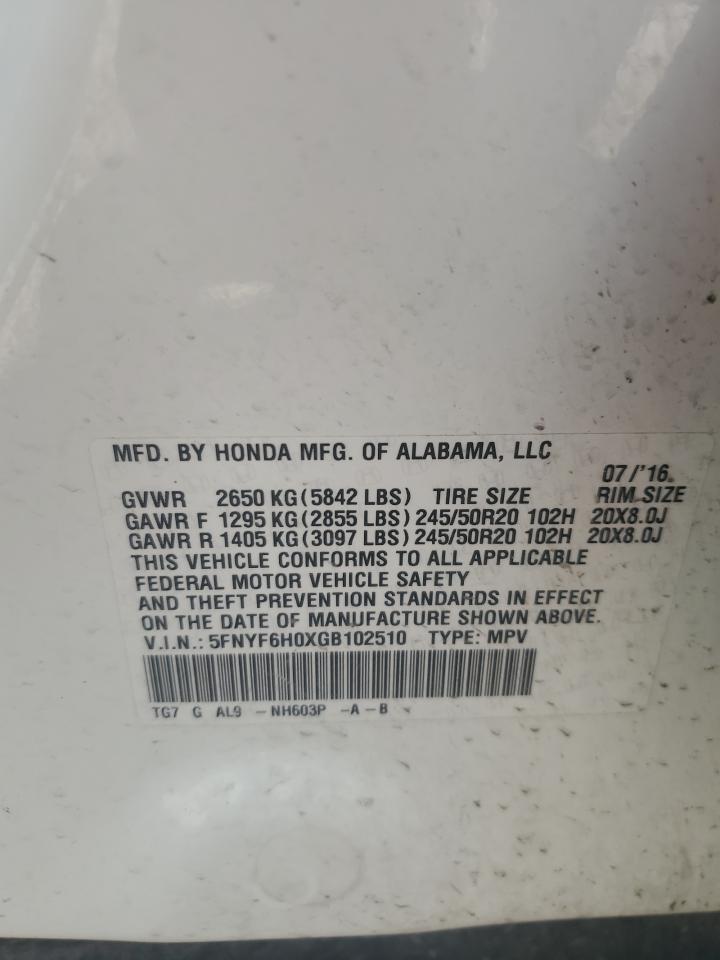 MFD. BY HONDA MFG. OF ALABAMA, LLC
07/'16
GVWR 2650 KG (5842 LBS) TIRE SIZE RIM SIZE
GAWR F 1295 KG (2855 LBS) 245/50R20 102H 20X8.0J
GAWR R 1405 KG (3097 LBS) 245/50R20 102H 20X8.0J
THIS VEHICLE CONFORMS TO ALL APPLICABLE
FEDERAL MOTOR VEHICLE SAFETY
AND THEFT PREVENTION STANDARDS IN EFFECT
ON THE DATE OF MANUFACTURE SHOWN ABOVE.
V.I.N.: 5FNYF6H0XGB102510 TYPE: MPV
TG7 G AL9 -NH603P -A-B